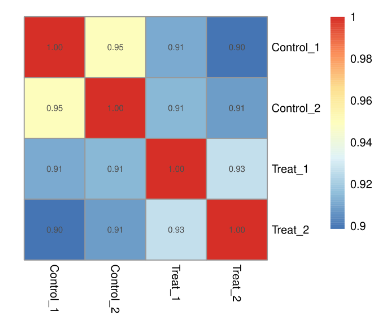 1.00 0.95 0.91 0.90 Control_1
0.95 1.00 0.91 0.91 Control_2
0.91 0.91 1.00 0.93 Treat_1
0.90 0.91 0.93 1.00 Treat_2
Control_1 Control_2 Treat_1 Treat_2
1
0.98
0.96
0.94
0.92
0.9